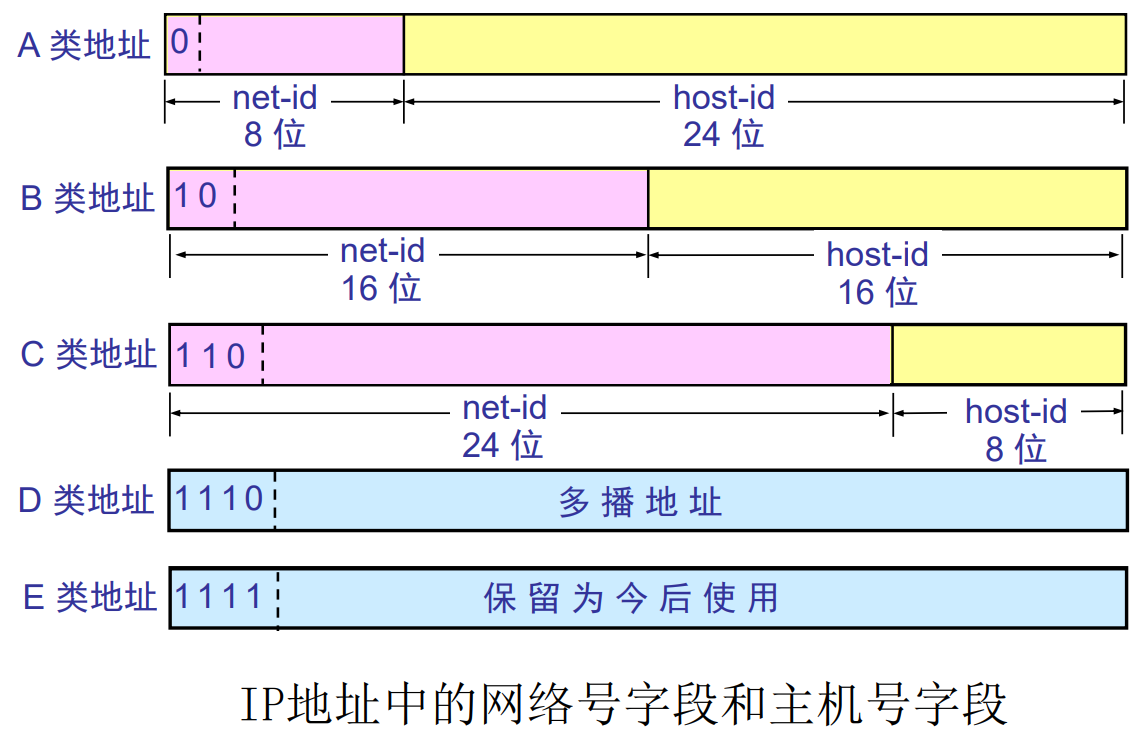 A 类地址
0
net-id
8 位
host-id
24 位
B 类地址
1 0
net-id
16 位
host-id
16 位
C 类地址
1 1 0
net-id
24 位
host-id
8 位
D 类地址
1 1 1 0
多播地址
E 类地址
1 1 1 1
保留为今后使用
IP地址中的网络号字段和主机号字段